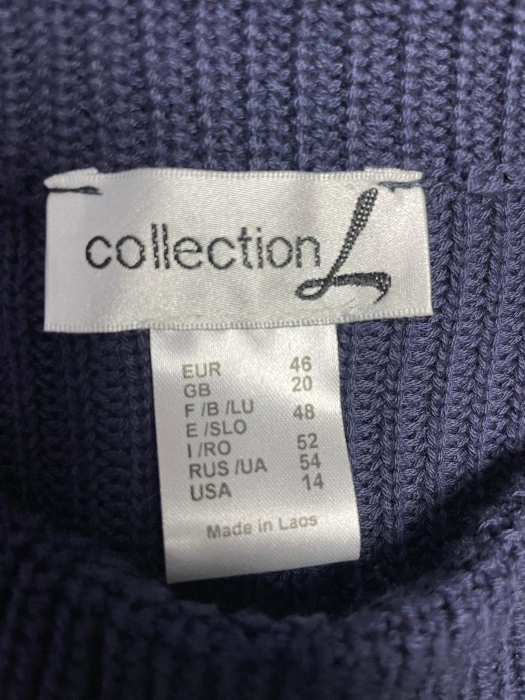 collection L
EUR 46
GB 20
F /B /LU 48
E /SLO
I /RO 52
RUS /UA 54
USA 14
Made in Laos